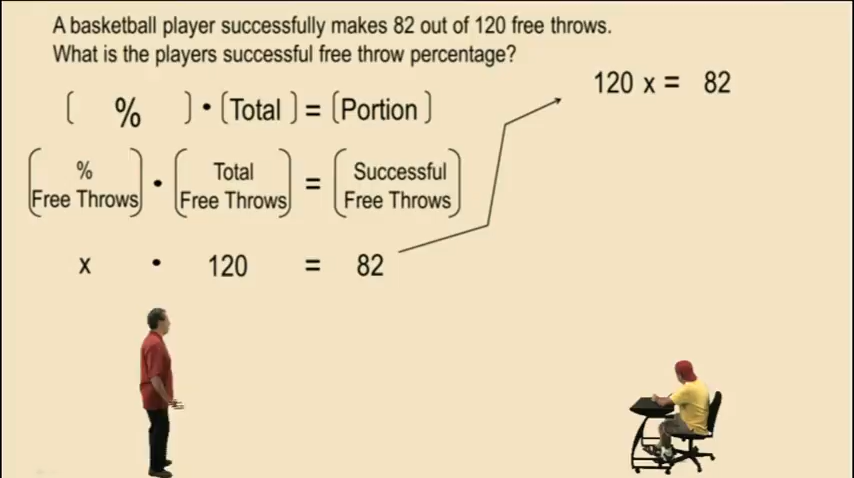 A basketball player successfully makes 82 out of 120 free throws.
What is the players successful free throw percentage?
( % ) • (Total) = (Portion)
(% Free Throws) • (Total Free Throws) = (Successful Free Throws)
x • 120 = 82
120 x = 82